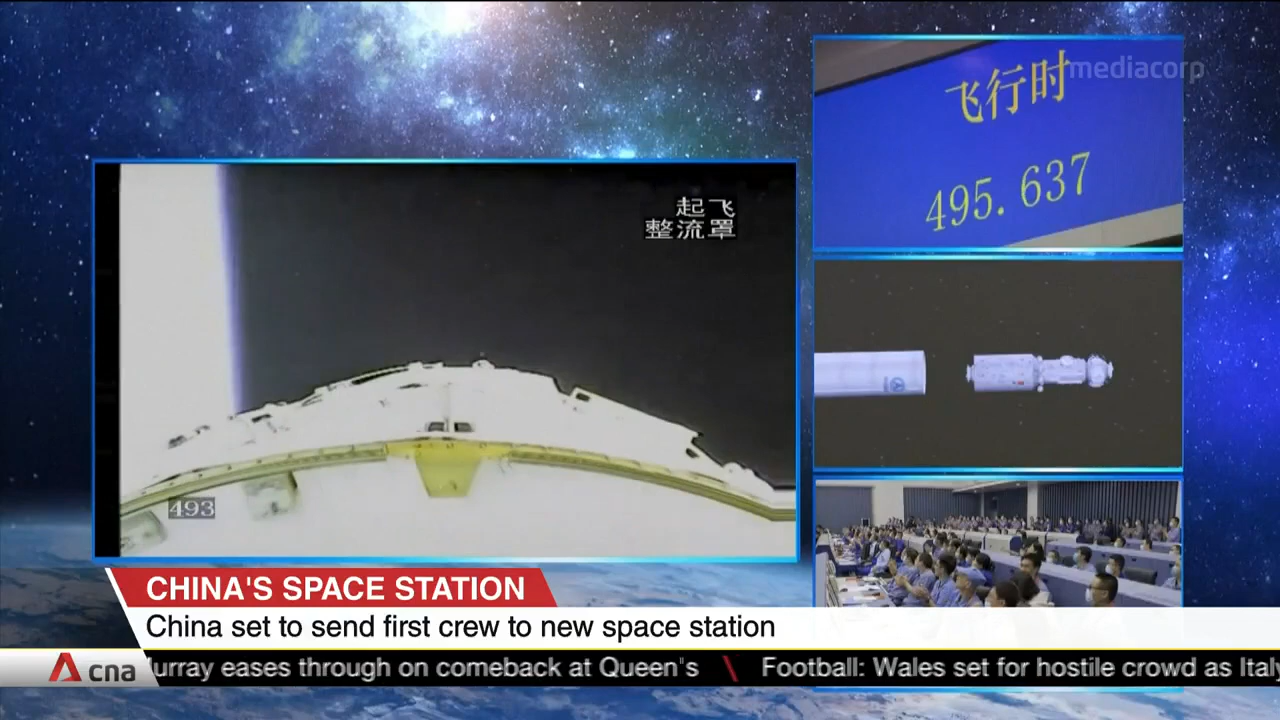 mediacorp
飞行时
495.637
起飞
整流罩
493
CHINA'S SPACE STATION
China set to send first crew to new space station
cna
urray eases through on comeback at Queen's \ Football: Wales set for hostile crowd as Italy